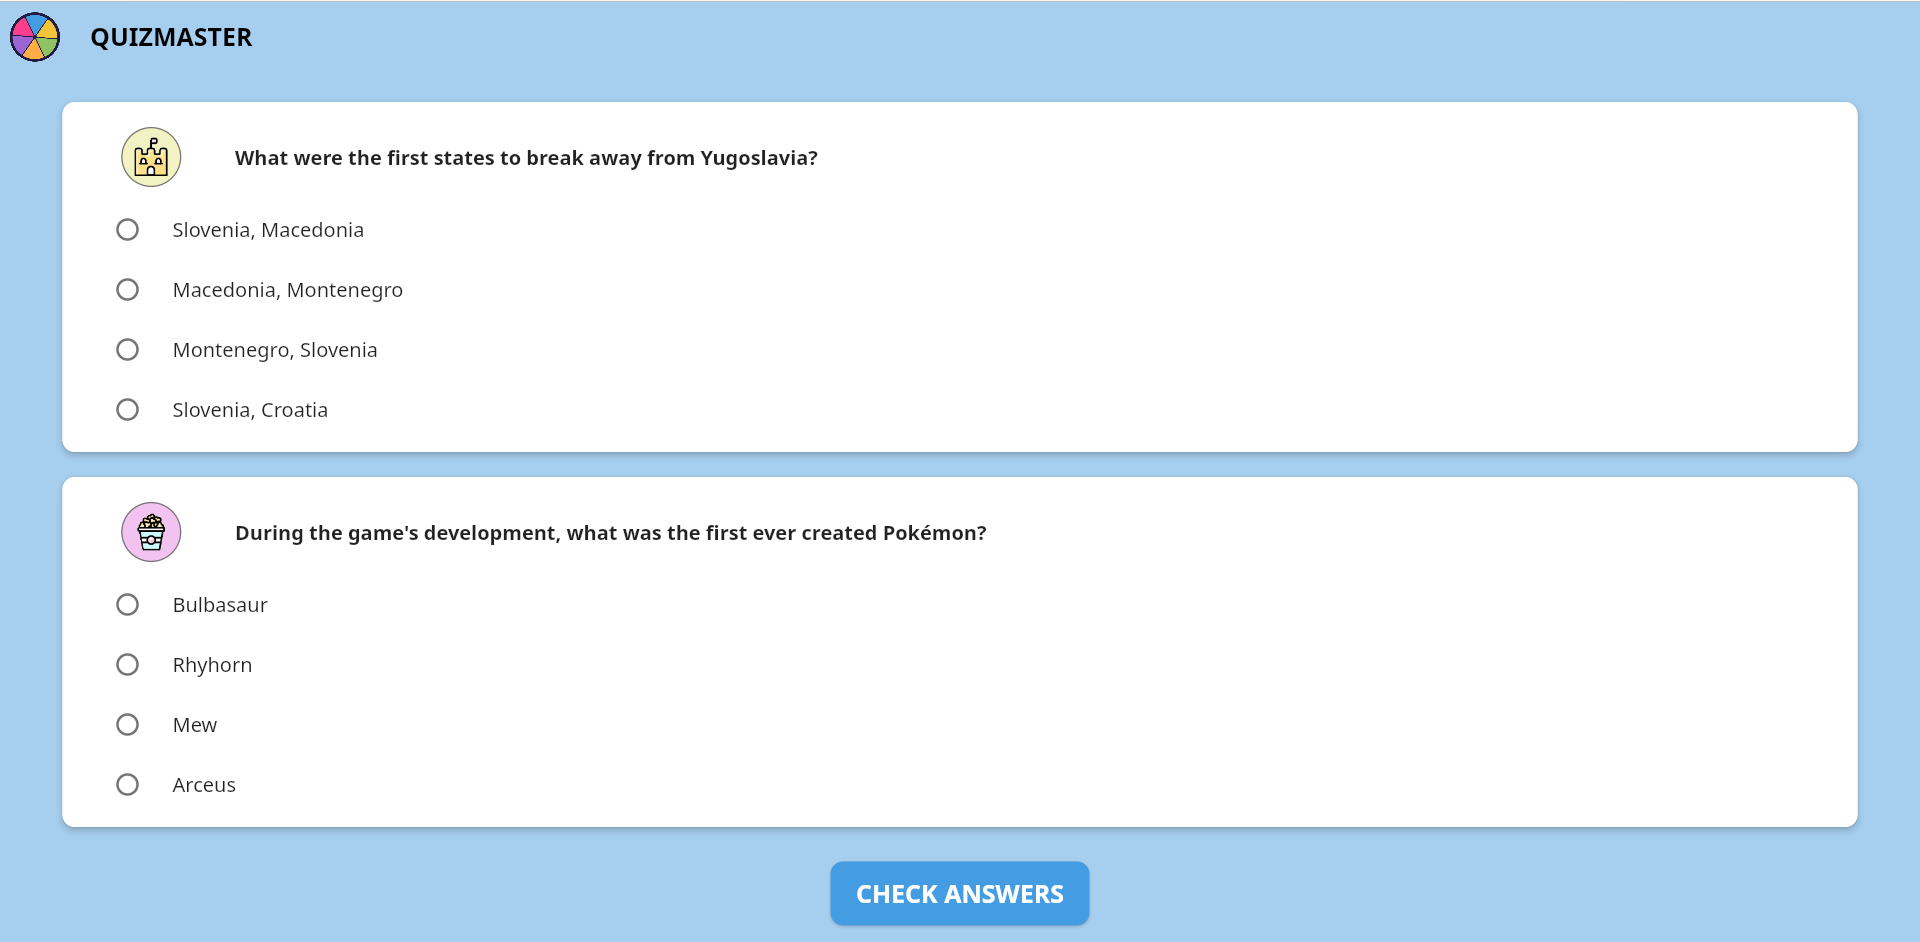 QUIZMASTER
What were the first states to break away from Yugoslavia?
Slovenia, Macedonia
Macedonia, Montenegro
Montenegro, Slovenia
Slovenia, Croatia
During the game's development, what was the first ever created Pokémon?
Bulbasaur
Rhyhorn
Mew
Arceus
CHECK ANSWERS